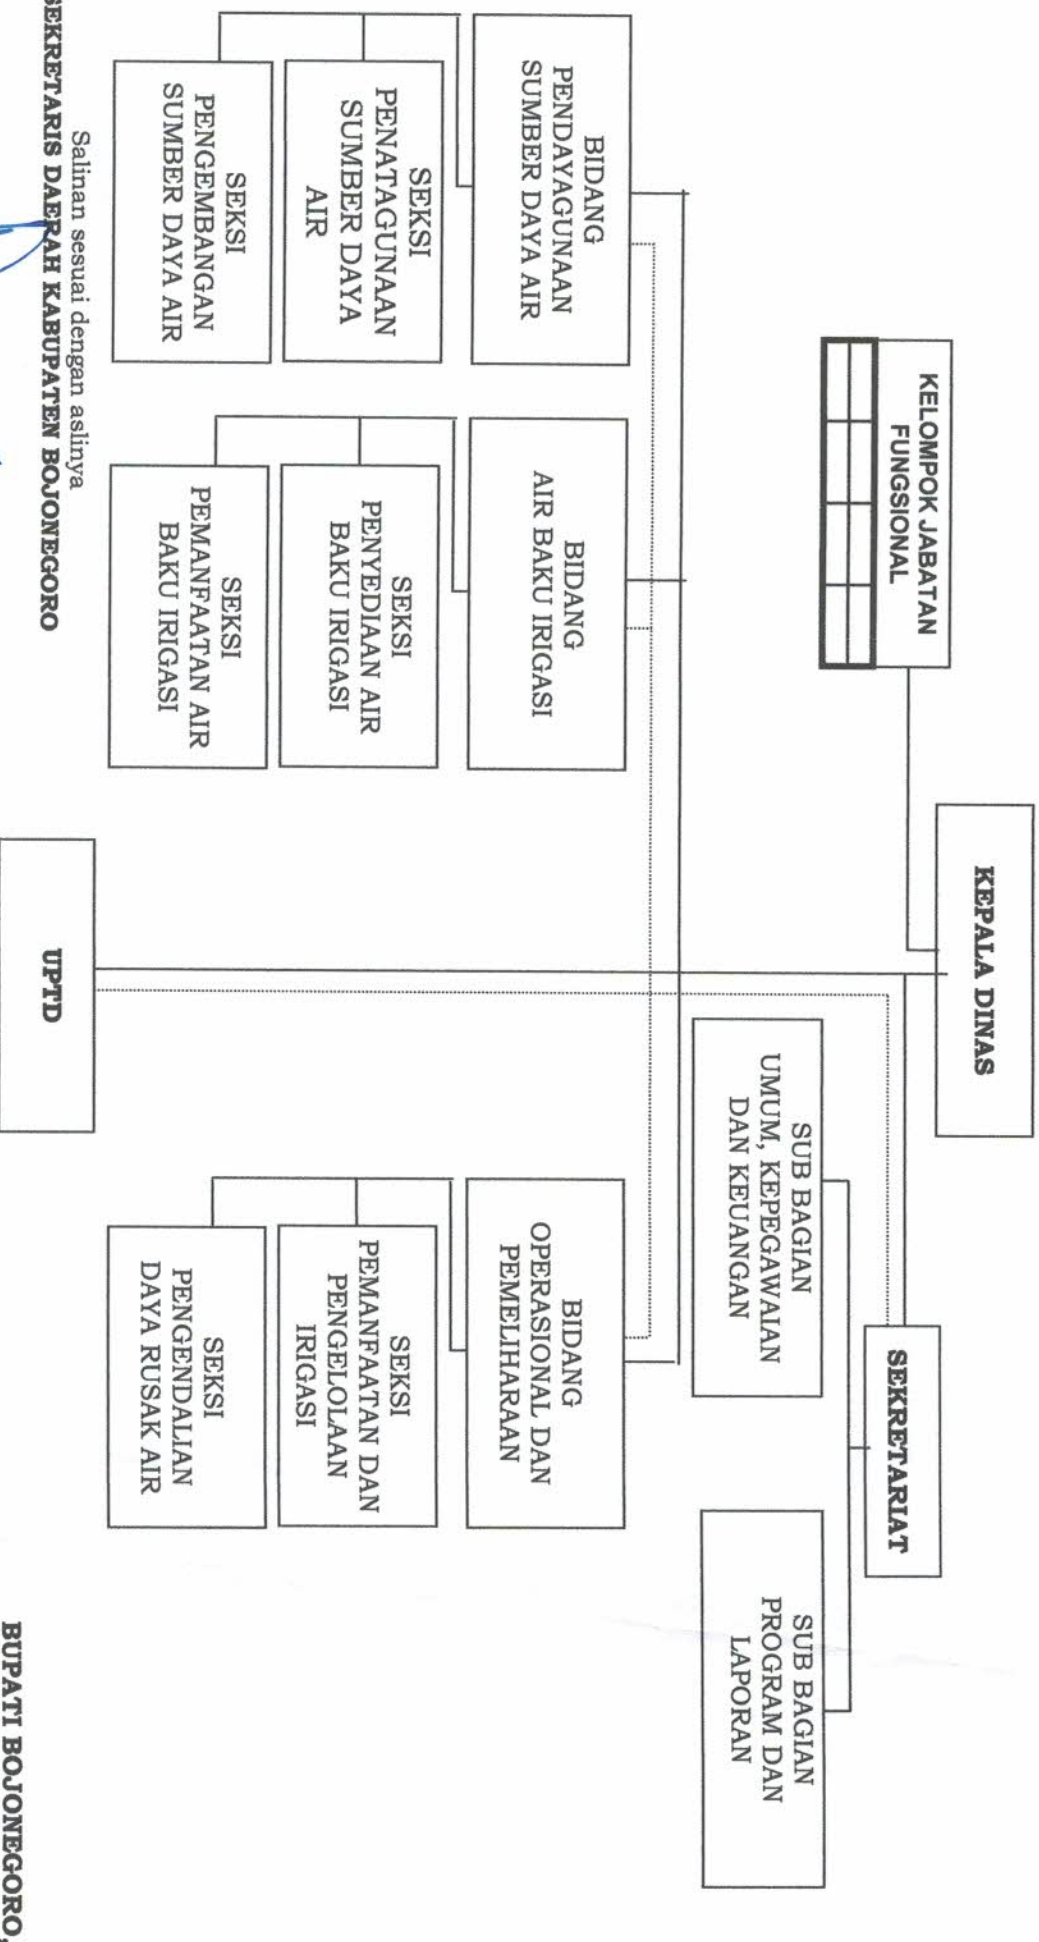 KEPALA DINAS
KELOMPOK JABATAN
FUNGSIONAL
SEKRETARIAT
SUB BAGIAN
UMUM, KEPEGAWAIAN
DAN KEUANGAN
SUB BAGIAN
PROGRAM DAN
LAPORAN
BIDANG
PENDAYAGUNAAN
SUMBER DAYA AIR
BIDANG
AIR BAKU IRIGASI
BIDANG
OPERASIONAL DAN
PEMELIHARAAN
SEKSI
PENATAGUNAAN
SUMBER DAYA
AIR
SEKSI
PENYEDIAAN AIR
BAKU IRIGASI
SEKSI
PEMANFAATAN DAN
PENGELOLAAN
IRIGASI
SEKSI
PENGEMBANGAN
SUMBER DAYA AIR
SEKSI
PEMANFAATAN AIR
BAKU IRIGASI
SEKSI
PENGENDALIAN
DAYA RUSAK AIR
UPTD
Salinan sesuai dengan aslinya
SEKRETARIS DAERAH KABUPATEN BOJONEGORO
BUPATI BOJONEGORO,